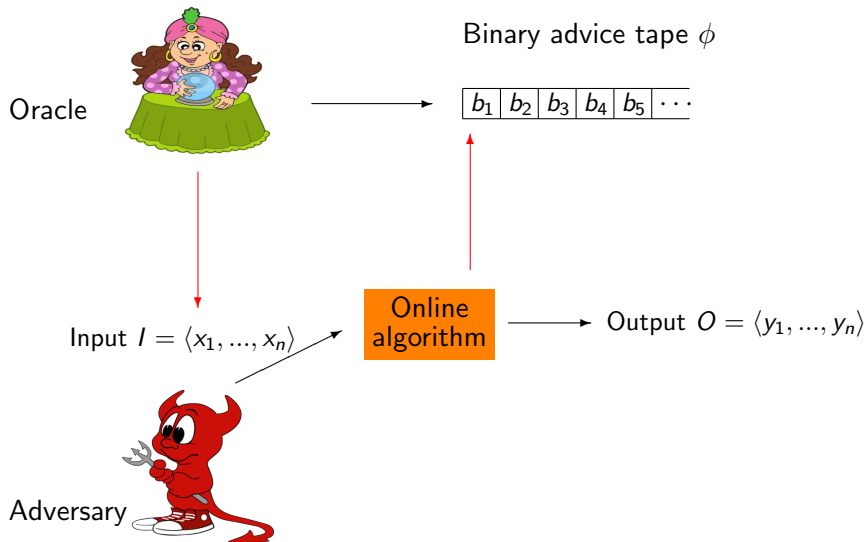 Binary advice tape ϕ
Oracle
b₁ b₂ b₃ b₄ b₅ ···
Online
algorithm
Input I = ⟨x₁, ..., xₙ⟩
Output O = ⟨y₁, ..., yₙ⟩
Adversary